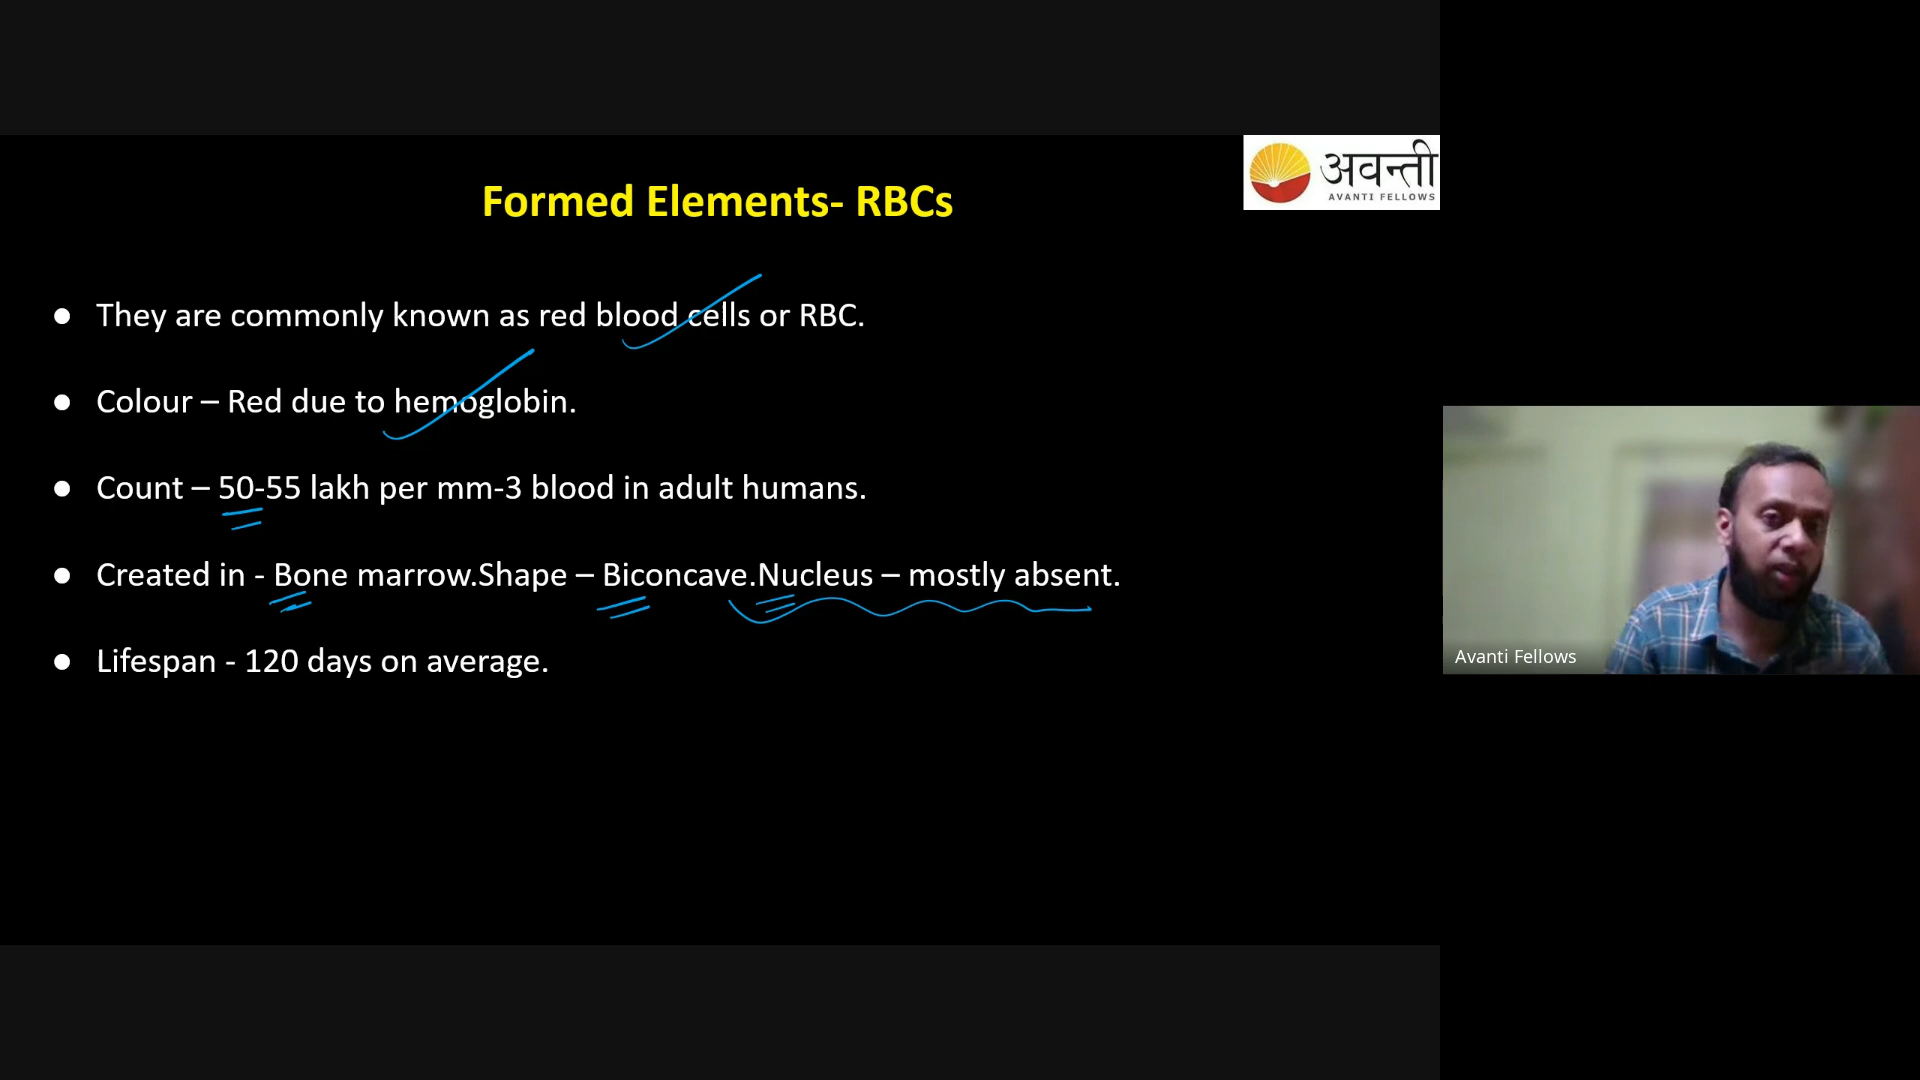 अवन्ती
AVANTI FELLOWS
Formed Elements- RBCs
● They are commonly known as red blood cells or RBC.
● Colour – Red due to hemoglobin.
● Count – 50-55 lakh per mm-3 blood in adult humans.
● Created in - Bone marrow.Shape – Biconcave.Nucleus – mostly absent.
● Lifespan - 120 days on average.
Avanti Fellows